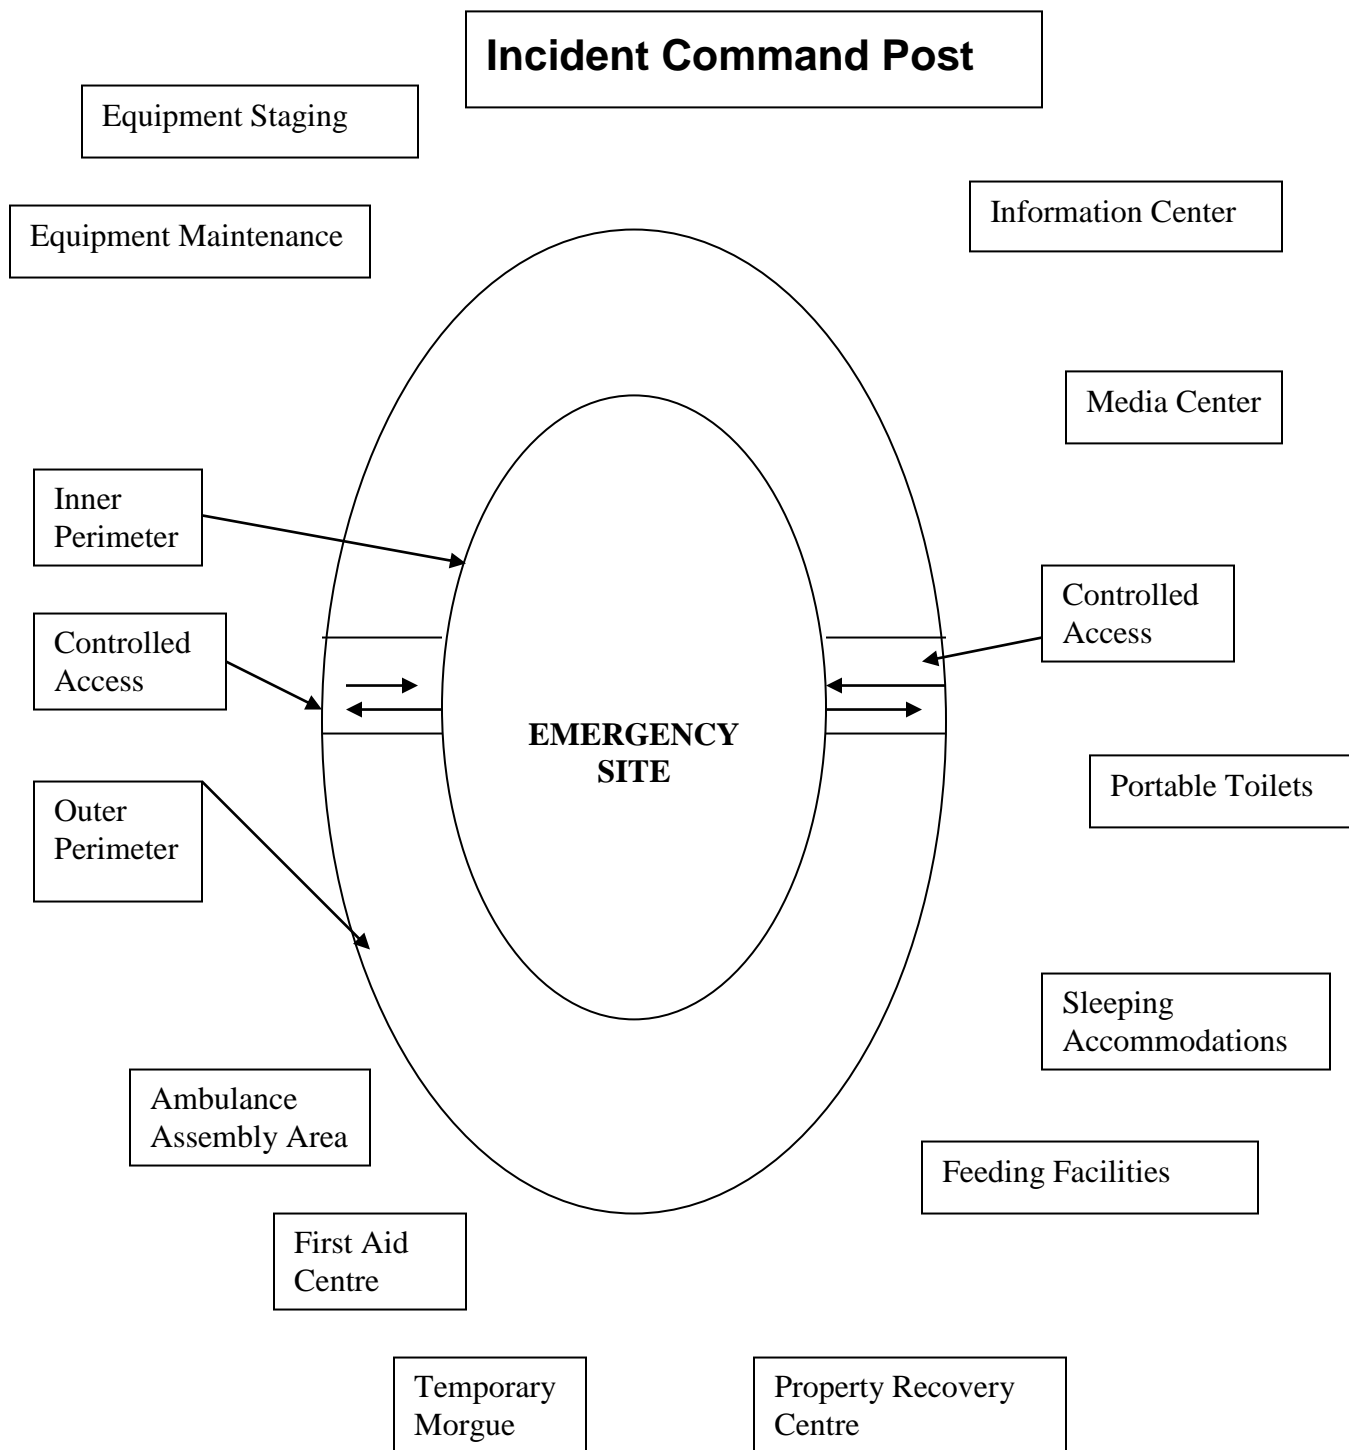 Incident Command Post
Equipment Staging
Information Center
Equipment Maintenance
Media Center
Inner
Perimeter
Controlled
Access
Controlled
Access
EMERGENCY
SITE
Portable Toilets
Outer
Perimeter
Sleeping
Accommodations
Ambulance
Assembly Area
Feeding Facilities
First Aid
Centre
Temporary
Morgue
Property Recovery
Centre